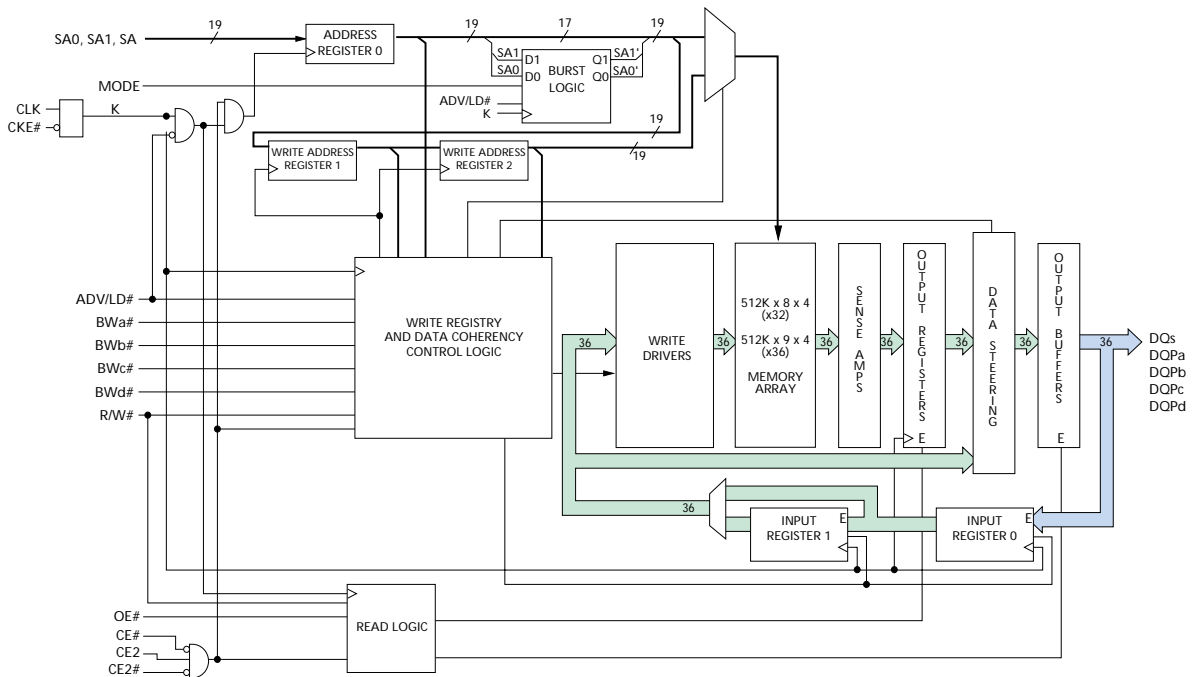 19
19
17
19
SA0, SA1, SA
ADDRESS
REGISTER 0
SA1
D1
Q1
SA1'
SA0
D0
Q0
SA0'
BURST
LOGIC
MODE
ADV/LD#
K
CLK
K
CKE#
19
19
WRITE ADDRESS
REGISTER 1
WRITE ADDRESS
REGISTER 2
ADV/LD#
BWa#
BWb#
BWc#
BWd#
R/W#
WRITE REGISTRY
AND DATA COHERENCY
CONTROL LOGIC
36
WRITE
DRIVERS
36
512K x 8 x 4
(x32)
512K x 9 x 4
(x36)
MEMORY
ARRAY
36
SENSE AMPS
36
OUTPUT REGISTERS
E
36
DATA STEERING
36
OUTPUT BUFFERS
E
36
DQs
DQPa
DQPb
DQPc
DQPd
36
INPUT
REGISTER 1
E
INPUT
REGISTER 0
E
OE#
CE#
CE2
CE2#
READ LOGIC